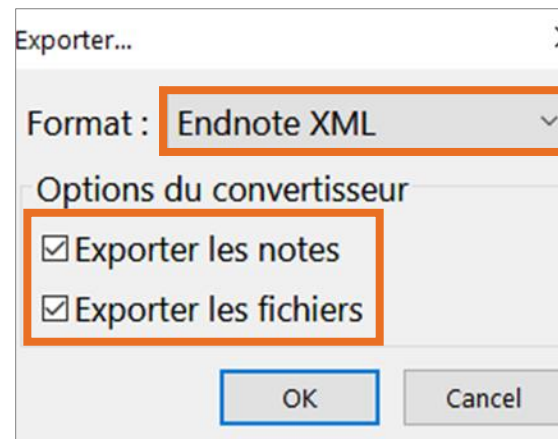 Exporter...
Format : Endnote XML
Options du convertisseur
Exporter les notes
Exporter les fichiers
OK Cancel